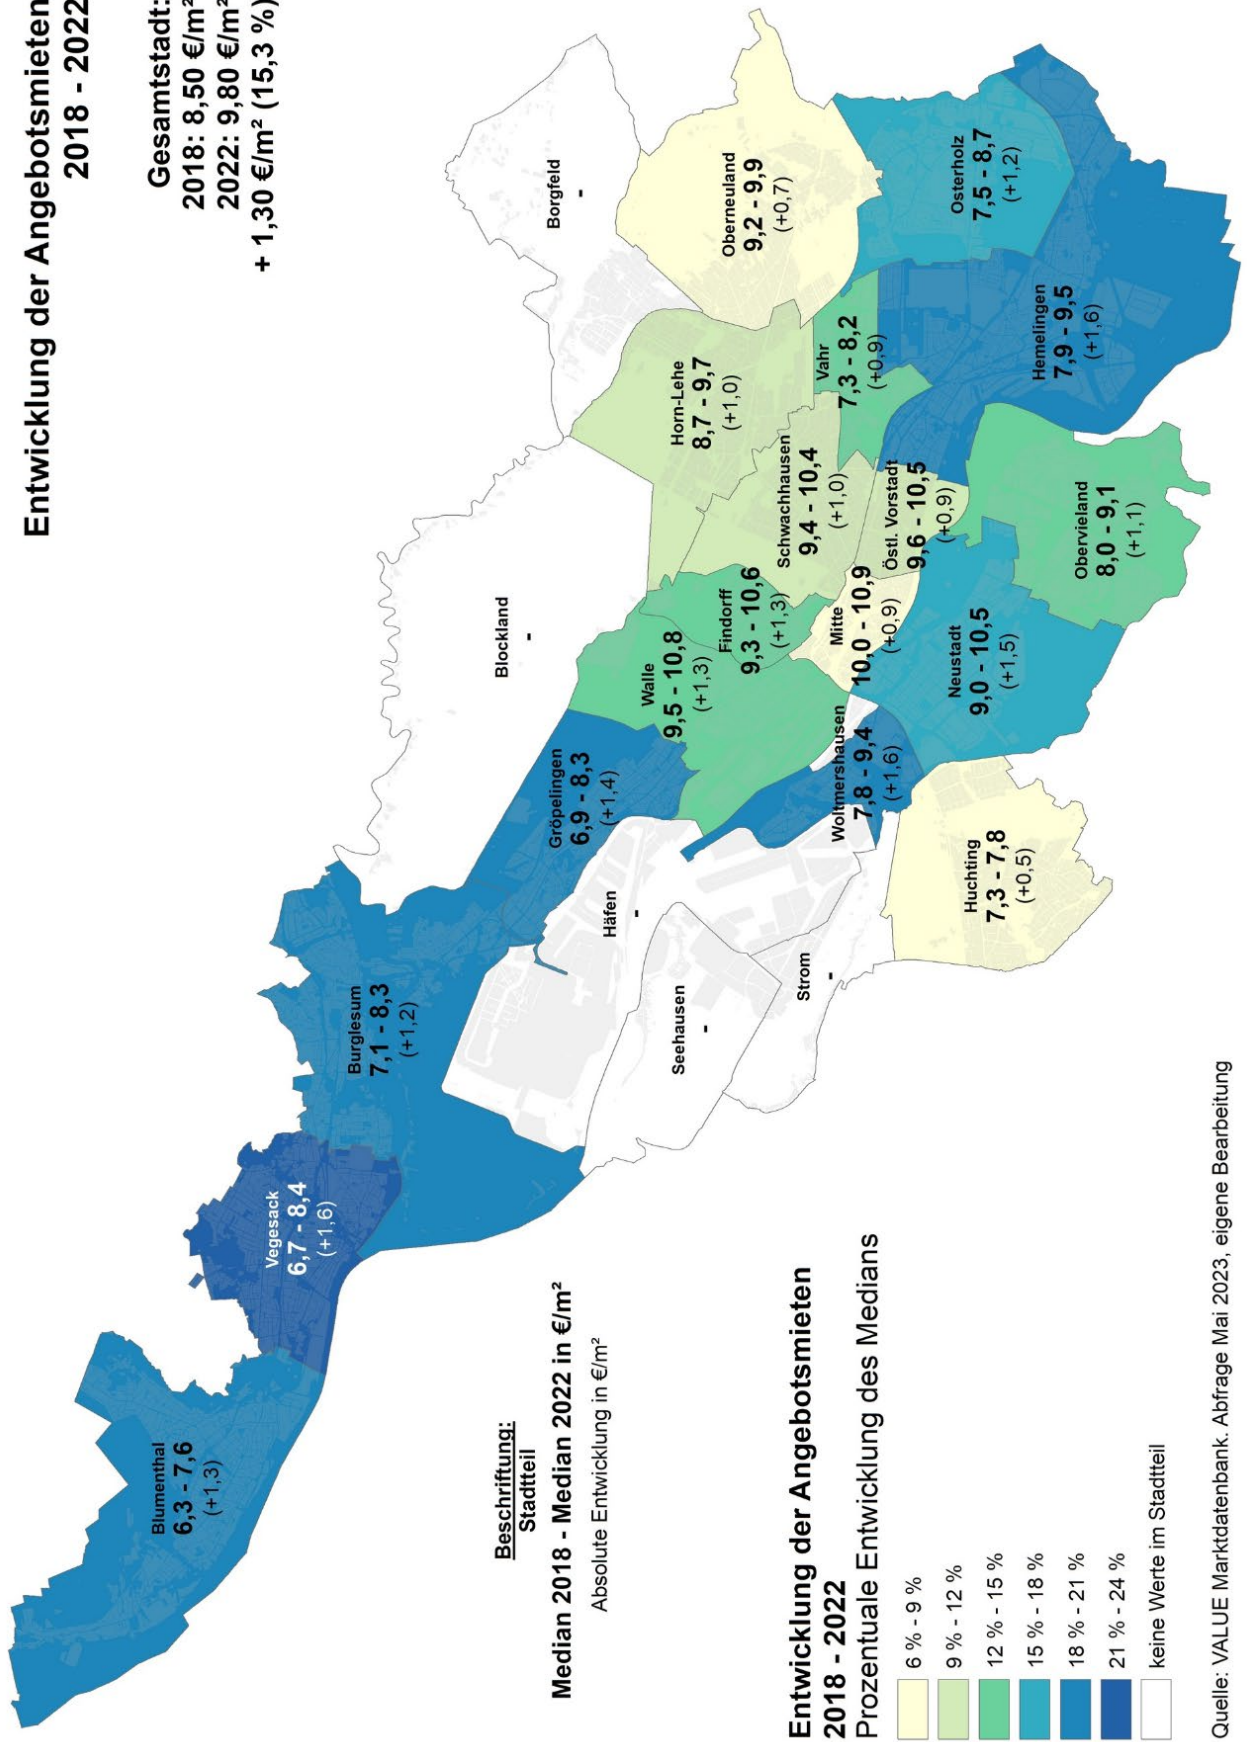 Entwicklung der Angebotsmieten
2018 - 2022
Gesamtstadt:
2018: 8,50 €/m²
2022: 9,80 €/m²
+ 1,30 €/m² (15,3 %)
Blumenthal
6,3 - 7,6
(+1,3)
Vegesack
6,7 - 8,4
(+1,6)
Burglesum
7,1 - 8,3
(+1,2)
Gröpelingen
6,9 - 8,3
(+1,4)
Blockland
-
Borgfeld
-
Häfen
-
Seehausen
-
Strom
-
Walle
9,5 - 10,8
(+1,3)
Findorff
9,3 - 10,6
(+1,3)
Horn-Lehe
8,7 - 9,7
(+1,0)
Oberneuland
9,2 - 9,9
(+0,7)
Schwachhausen
9,4 - 10,4
(+1,0)
Vahr
7,3 - 8,2
(+0,9)
Osterholz
7,5 - 8,7
(+1,2)
Mitte
10,0 - 10,9
(+0,9)
Östl. Vorstadt
9,6 - 10,5
(+0,9)
Hemelingen
7,9 - 9,5
(+1,6)
Woltmershausen
7,8 - 9,4
(+1,6)
Neustadt
9,0 - 10,5
(+1,5)
Obervieland
8,0 - 9,1
(+1,1)
Huchting
7,3 - 7,8
(+0,5)
Beschriftung:
Stadtteil
Median 2018 - Median 2022 in €/m²
Absolute Entwicklung in €/m²
Entwicklung der Angebotsmieten
2018 - 2022
Prozentuale Entwicklung des Medians
6 % - 9 %
9 % - 12 %
12 % - 15 %
15 % - 18 %
18 % - 21 %
21 % - 24 %
keine Werte im Stadtteil
Quelle: VALUE Marktdatenbank. Abfrage Mai 2023, eigene Bearbeitung